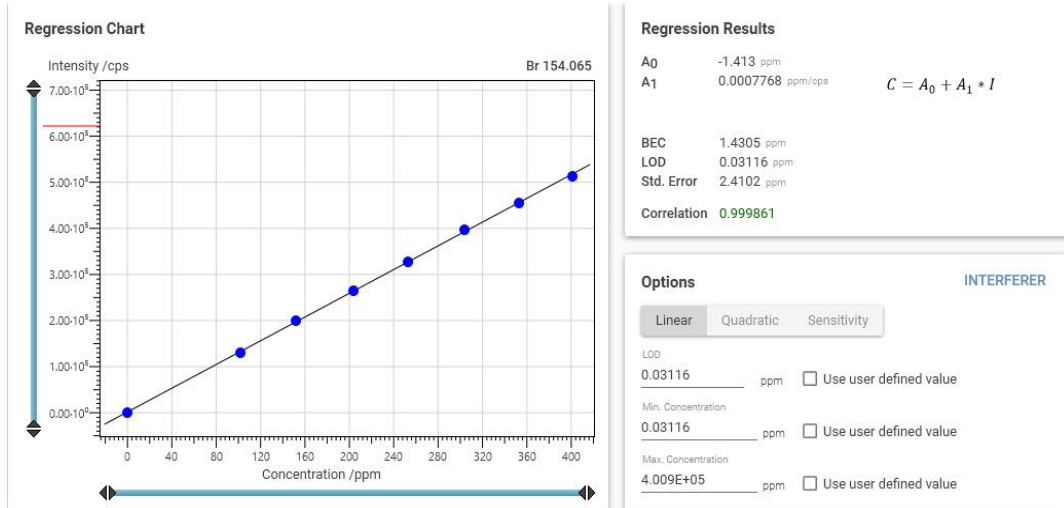 Regression Chart
Intensity /cps
Br 154.065
7.00·10⁵
6.00·10⁵
5.00·10⁵
4.00·10⁵
3.00·10⁵
2.00·10⁵
1.00·10⁵
0.00·10⁰
0 40 80 120 160 200 240 280 320 360 400
Concentration /ppm
Regression Results
A0 -1.413 ppm
A1 0.0007768 ppm/cps
C = A₀ + A₁ * I
BEC 1.4305 ppm
LOD 0.03116 ppm
Std. Error 2.4102 ppm
Correlation 0.999861
Options
INTERFERER
Linear Quadratic Sensitivity
LOD
0.03116 ppm Use user defined value
Min. Concentration
0.03116 ppm Use user defined value
Max. Concentration
4.009E+05 ppm Use user defined value